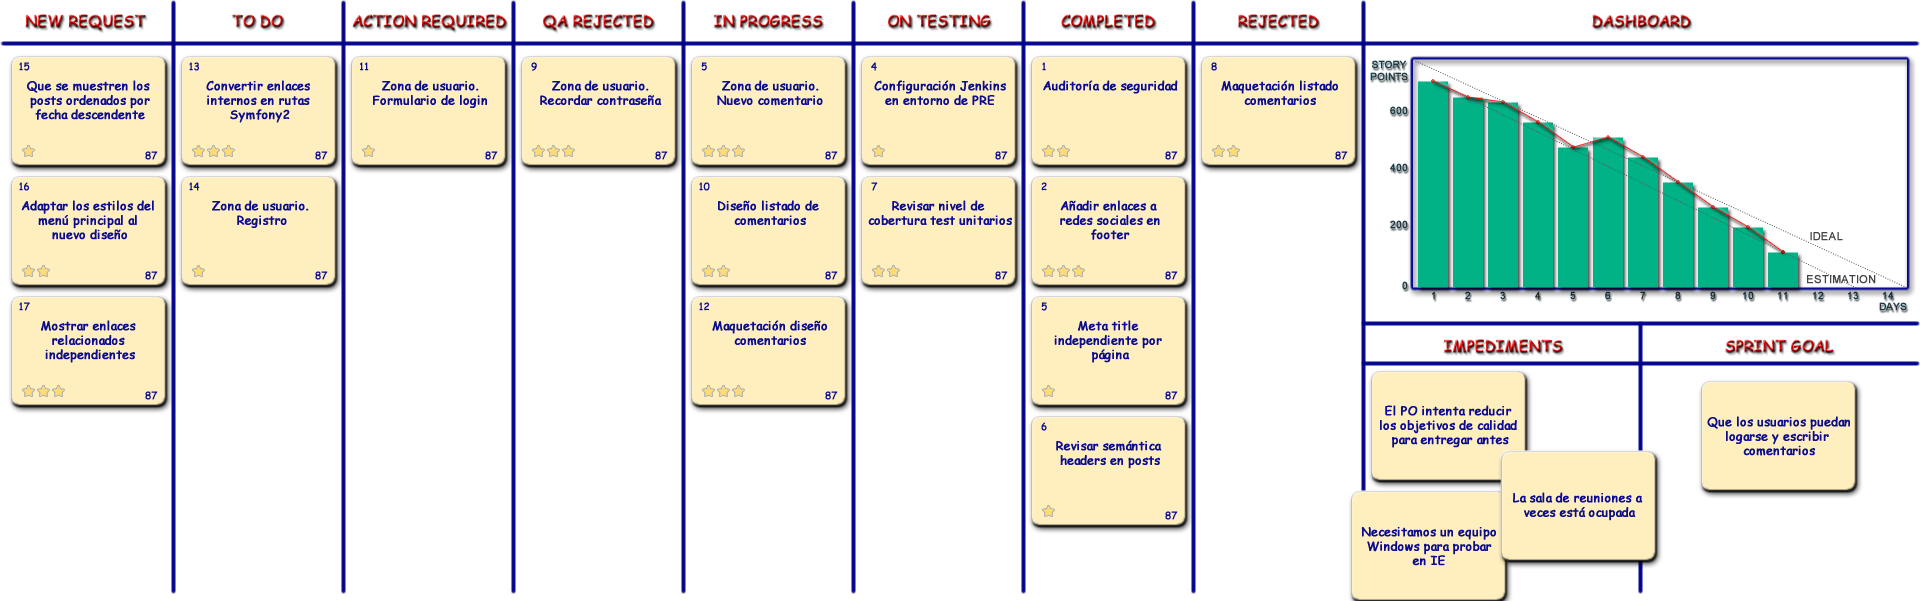 NEW REQUEST
TO DO
ACTION REQUIRED
QA REJECTED
IN PROGRESS
ON TESTING
COMPLETED
REJECTED
DASHBOARD
15
Que se muestren los
posts ordenados por
fecha descendente
87
16
Adaptar los estilos del
menú principal al
nuevo diseño
87
17
Mostrar enlaces
relacionados
independientes
87
13
Convertir enlaces
internos en rutas
Symfony2
87
14
Zona de usuario.
Registro
87
11
Zona de usuario.
Formulario de login
87
9
Zona de usuario.
Recordar contraseña
87
5
Zona de usuario.
Nuevo comentario
87
10
Diseño listado de
comentarios
87
12
Maquetación diseño
comentarios
87
4
Configuración Jenkins
en entorno de PRE
87
7
Revisar nivel de
cobertura test unitarios
87
1
Auditoría de seguridad
87
2
Añadir enlaces a
redes sociales en
footer
87
5
Meta title
independiente por
página
87
6
Revisar semántica
headers en posts
87
8
Maquetación listado
comentarios
87
STORY
POINTS
600
400
200
0
IDEAL
ESTIMATION
1 2 3 4 5 6 7 8 9 10 11 12 13 14
DAYS
IMPEDIMENTS
El PO intenta reducir
los objetivos de calidad
para entregar antes
La sala de reuniones a
veces está ocupada
Necesitamos un equipo
Windows para probar
en IE
SPRINT GOAL
Que los usuarios puedan
logarse y escribir
comentarios